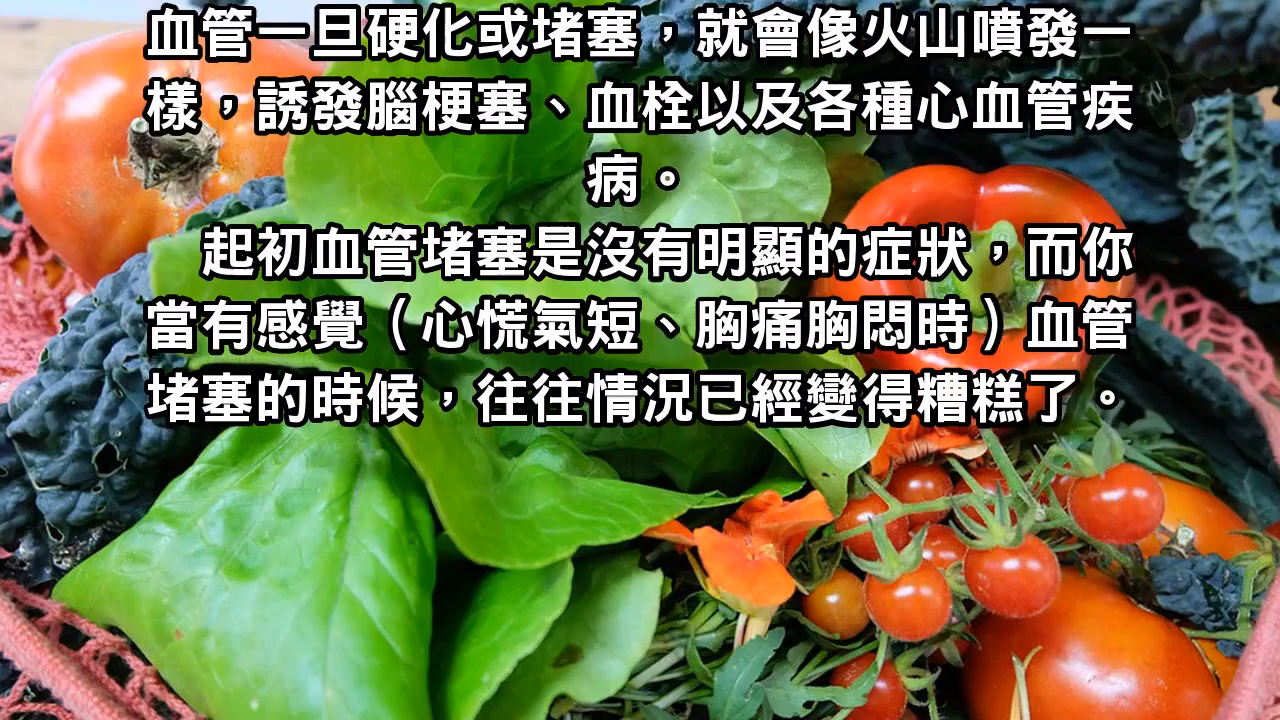 血管一旦硬化或堵塞，就會像火山噴發一
樣，誘發腦梗塞、血栓以及各種心血管疾
病。
起初血管堵塞是沒有明顯的症狀，而你
當有感覺（心慌氣短、胸痛胸悶時）血管
堵塞的時候，往往情況已經變得糟糕了。